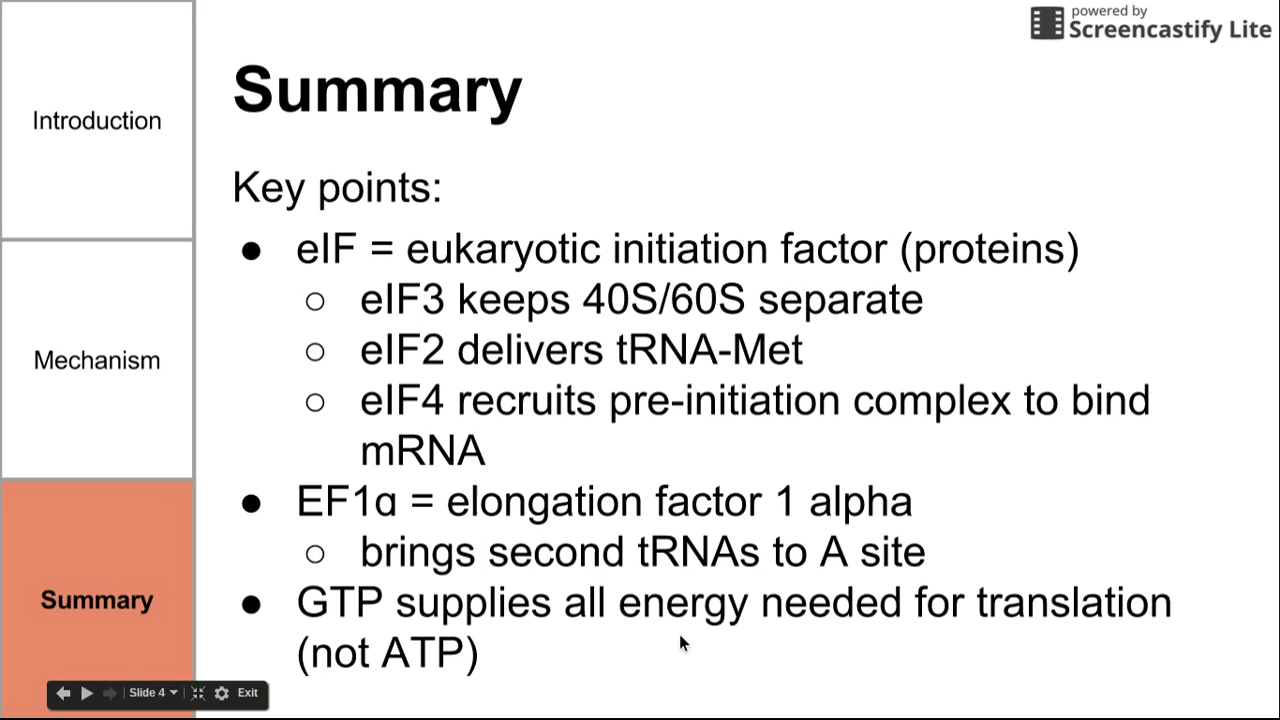 powered by
Screencastify Lite
Introduction
Mechanism
Summary
Summary
Key points:
● eIF = eukaryotic initiation factor (proteins)
○ eIF3 keeps 40S/60S separate
○ eIF2 delivers tRNA-Met
○ eIF4 recruits pre-initiation complex to bind
mRNA
● EF1α = elongation factor 1 alpha
○ brings second tRNAs to A site
● GTP supplies all energy needed for translation
(not ATP)
Slide 4 Exit